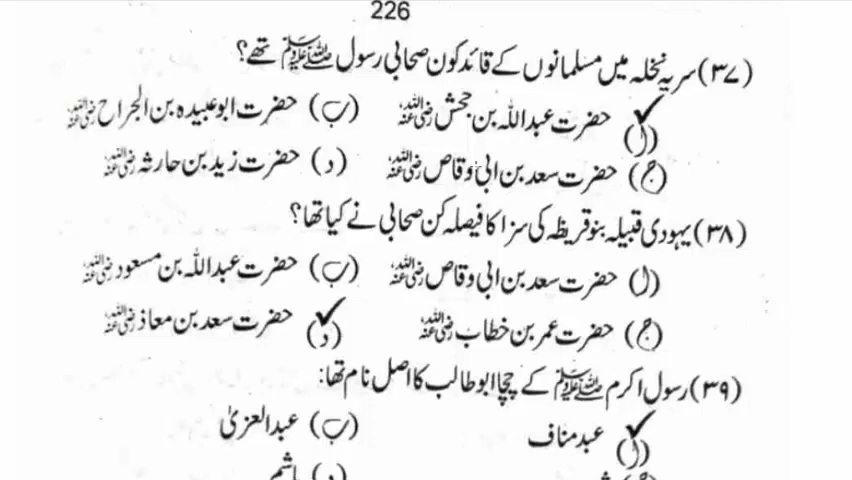 226
(۳۷) سریہ نخلہ میں مسلمانوں کے قائد کون صحابی رسول ﷺ تھے؟
(ا) حضرت عبداللہ بن جحش رضی اللہ عنہ (ب) حضرت ابوعبیدہ بن الجراح رضی اللہ عنہ
(ج) حضرت سعد بن ابی وقاص رضی اللہ عنہ (د) حضرت زید بن حارثہ رضی اللہ عنہ
(۳۸) یہودی قبیلہ بنو قریظہ کی سزا کا فیصلہ کن صحابی نے کیا تھا؟
(ا) حضرت سعد بن ابی وقاص رضی اللہ عنہ (ب) حضرت عبداللہ بن مسعود رضی اللہ عنہ
(ج) حضرت عمر بن خطاب رضی اللہ عنہ (د) حضرت سعد بن معاذ رضی اللہ عنہ
(۳۹) رسول اکرم ﷺ کے چچا ابوطالب کا اصل نام تھا:
(ا) عبد مناف (ب) عبدالعزیٰ
(ج) (د) ہاشم